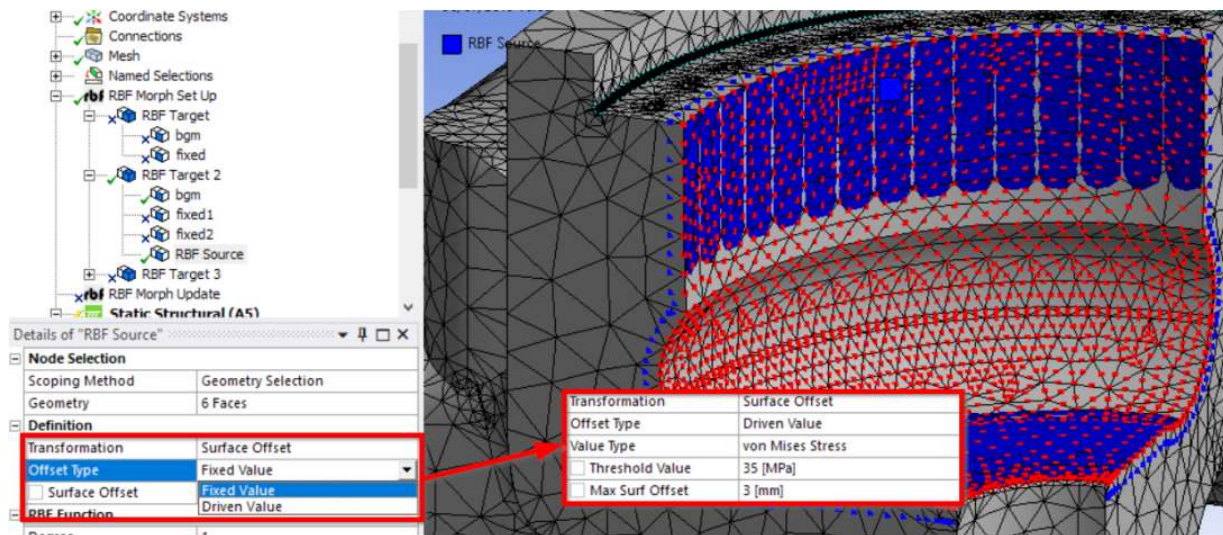 Coordinate Systems
Connections
Mesh
Named Selections
rbf RBF Morph Set Up
RBF Target
bgm
fixed
RBF Target 2
bgm
fixed1
fixed2
RBF Source
RBF Target 3
rbf RBF Morph Update
Static Structural (A5)
Details of "RBF Source"
Node Selection
Scoping Method Geometry Selection
Geometry 6 Faces
Definition
Transformation Surface Offset
Offset Type Fixed Value
Surface Offset Fixed Value
Driven Value
RBF Function
Degree 1
RBF Source
Transformation Surface Offset
Offset Type Driven Value
Value Type von Mises Stress
Threshold Value 35 [MPa]
Max Surf Offset 3 [mm]